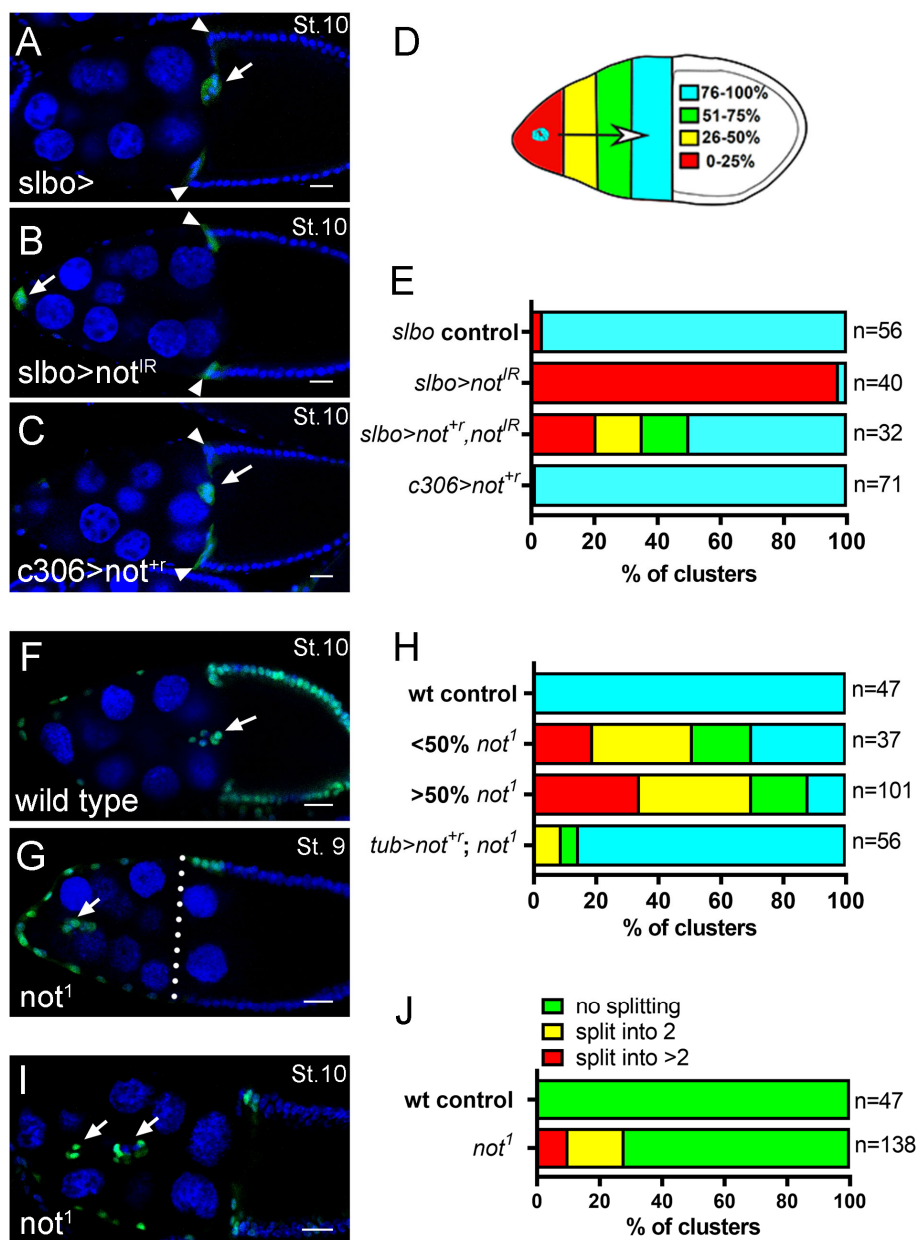 A
St.10
slbo>
B
St.10
slbo>not^IR
C
St.10
c306>not^+r
D
76-100%
51-75%
26-50%
0-25%
E
slbo control
n=56
slbo>not^IR
n=40
slbo>not^+r,not^IR
n=32
c306>not^+r
n=71
0 20 40 60 80 100
% of clusters
F
St.10
wild type
G
St. 9
not^1
H
wt control
n=47
<50% not^1
n=37
>50% not^1
n=101
tub>not^+r; not^1
n=56
0 20 40 60 80 100
% of clusters
I
St.10
not^1
J
no splitting
split into 2
split into >2
wt control
n=47
not^1
n=138
0 20 40 60 80 100
% of clusters